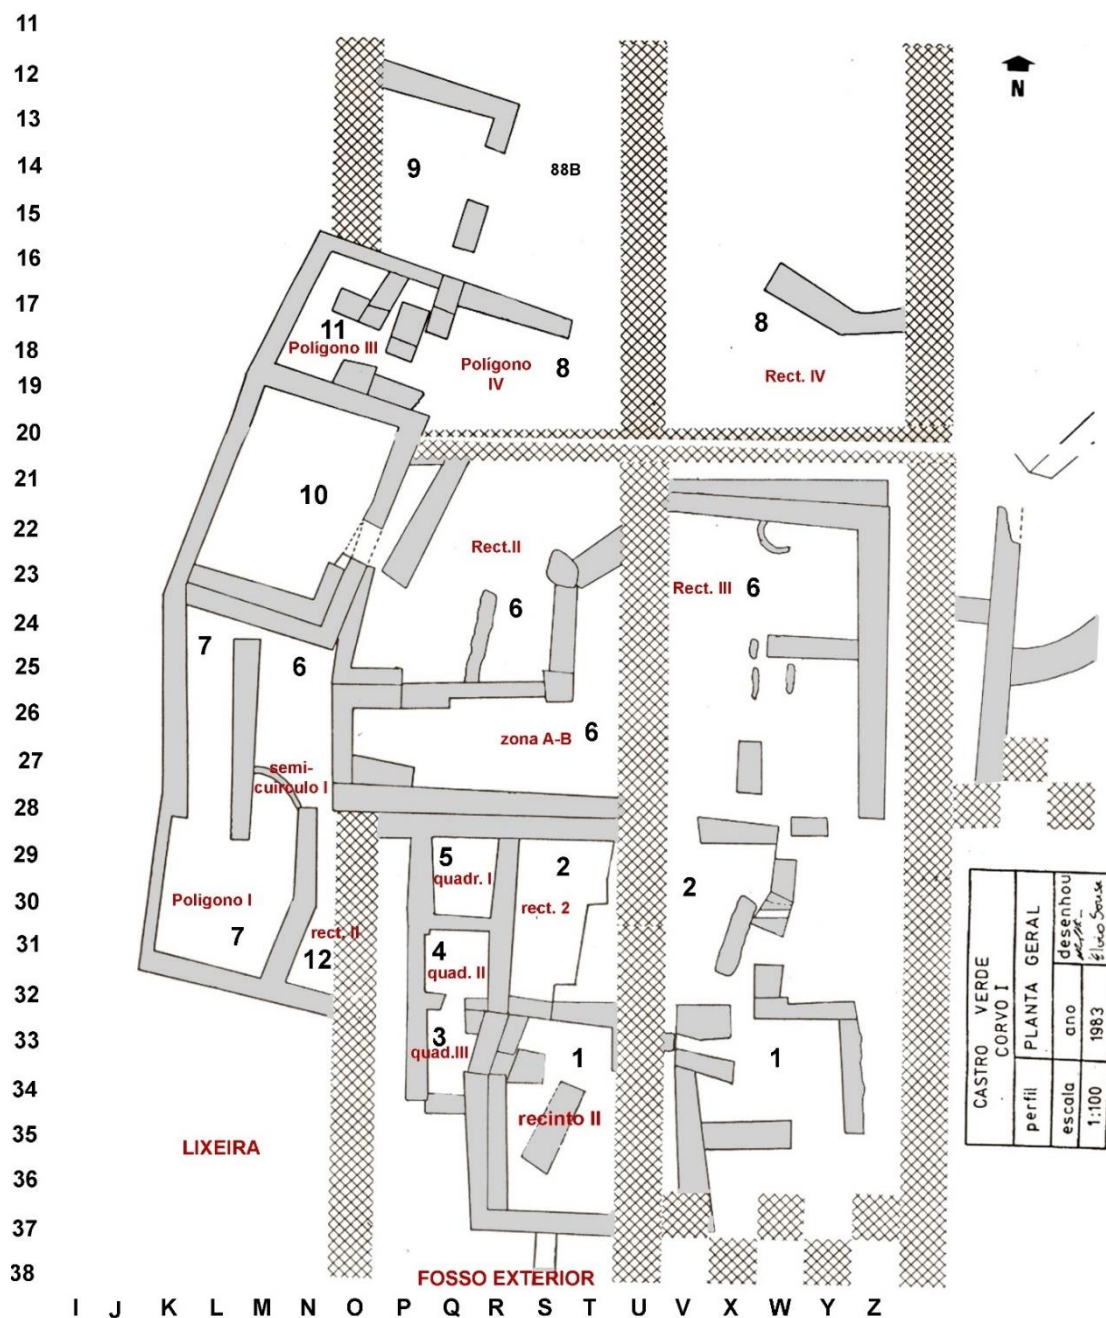 11
12
N
13
14
9
88B
15
16
17
11
8
18
Polígono III
Polígono
IV
8
Rect. IV
19
20
21
10
22
Rect.II
23
Rect. III
6
24
7
6
6
25
26
zona A-B
6
27
semi-
cuírculo I
28
29
5
2
quadr. I
2
30
Poligono I
rect. 2
31
7
rect. II
12
4
quad. II
32
33
3
quad.III
1
1
34
recinto II
35
LIXEIRA
36
37
38
FOSSO EXTERIOR
I J K L M N O P Q R S T U V X W Y Z
CASTRO VERDE
CORVO I
perfil
PLANTA GERAL
desenhou
Élvio Sousa
escala
ano
1:100
1983